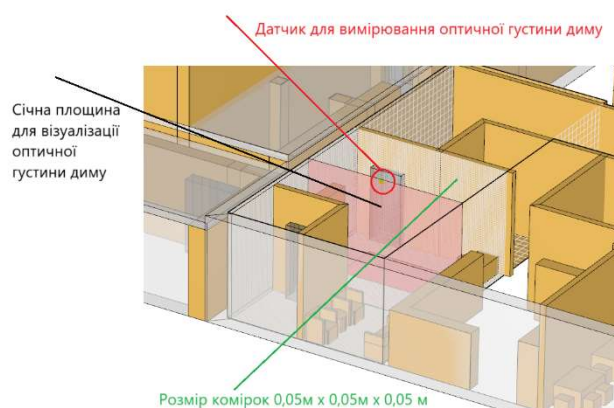 Датчик для вимірювання оптичної густини диму
Січна площина
для візуалізації
оптичної
густини диму
Розмір комірок 0,05м х 0,05м х 0,05 м